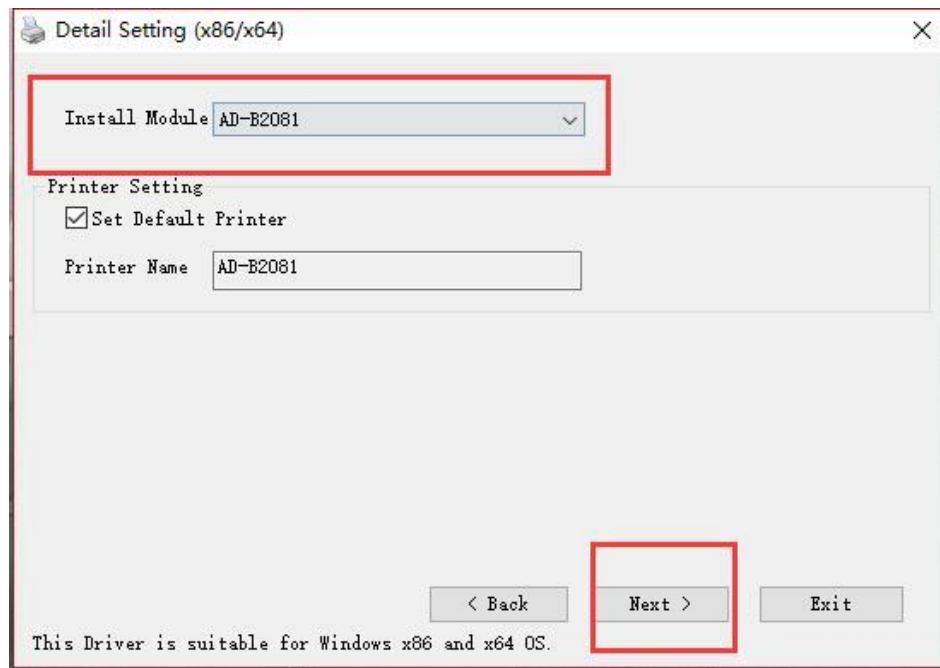 Detail Setting (x86/x64)
Install Module AD-B2081
Printer Setting
Set Default Printer
Printer Name AD-B2081
< Back Next > Exit
This Driver is suitable for Windows x86 and x64 OS.